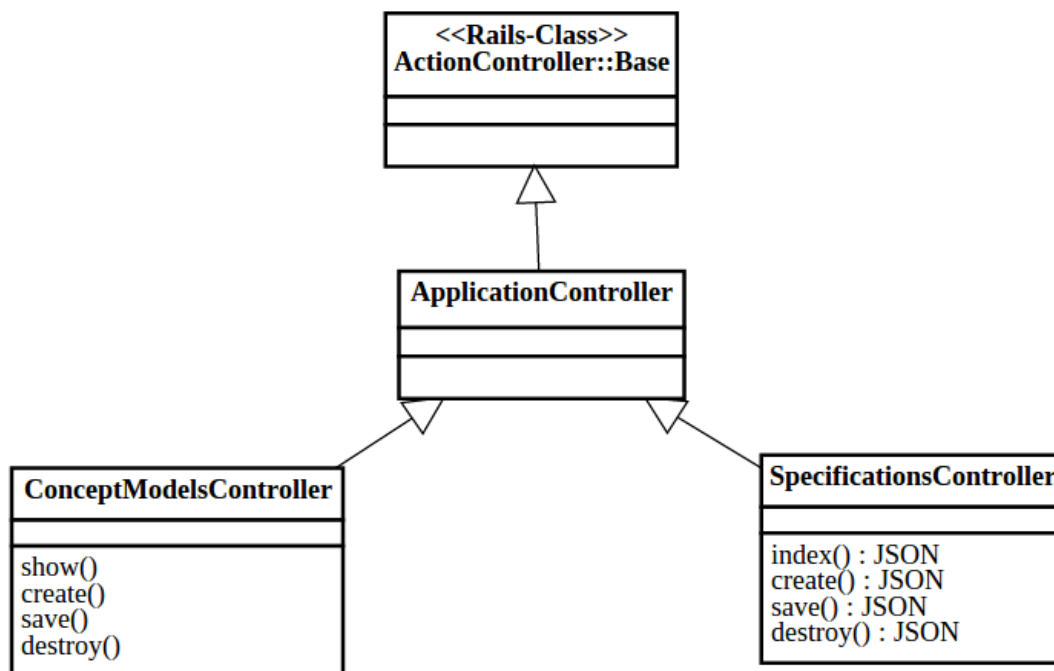 <<Rails-Class>>
ActionController::Base
ApplicationController
ConceptModelsController
show()
create()
save()
destroy()
SpecificationsController
index() : JSON
create() : JSON
save() : JSON
destroy() : JSON